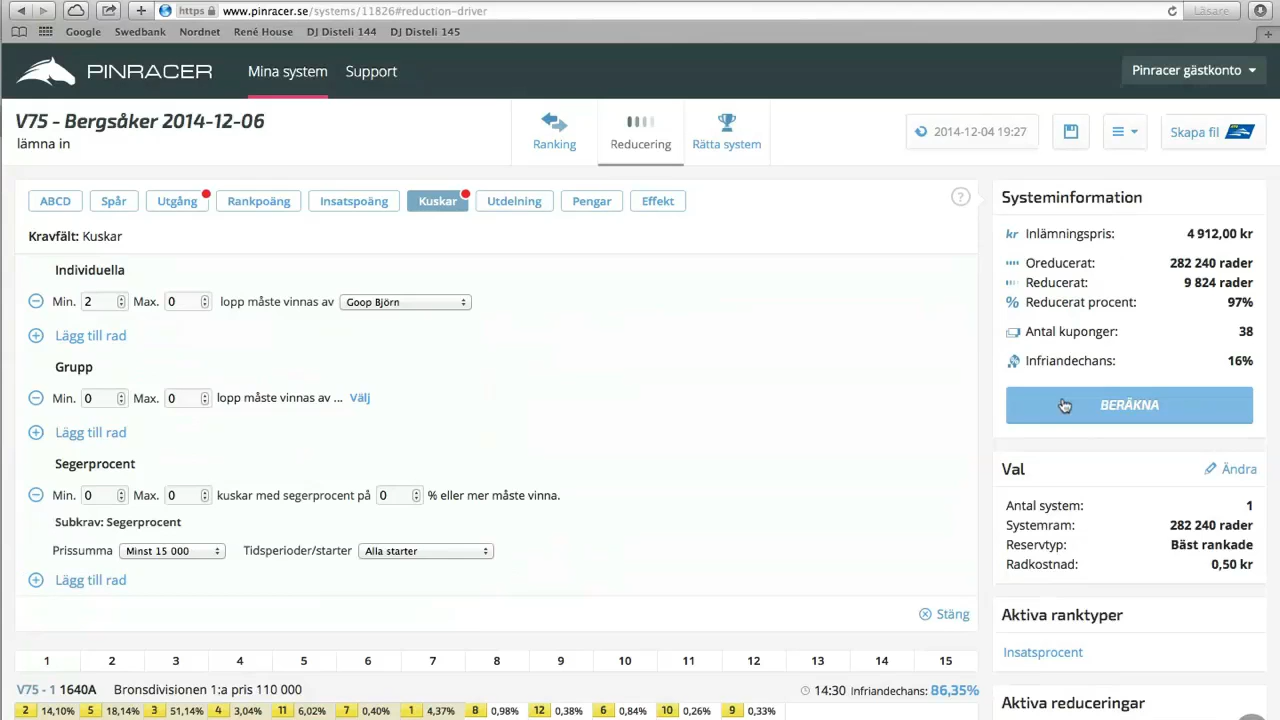 https www.pinracer.se/systems/11826#reduction-driver Läsare
Google Swedbank Nordnet René House DJ Disteli 144 DJ Disteli 145
PINRACER Mina system Support Pinracer gästkonto
V75 - Bergsåker 2014-12-06
lämna in
Ranking Reducering Rätta system
2014-12-04 19:27
Skapa fil
ABCD Spår Utgång Rankpoäng Insatspoäng Kuskar Utdelning Pengar Effekt ?
Kravfält: Kuskar
Individuella
Min. 2 Max. 0 lopp måste vinnas av Goop Björn
Lägg till rad
Grupp
Min. 0 Max. 0 lopp måste vinnas av ... Välj
Lägg till rad
Segerprocent
Min. 0 Max. 0 kuskar med segerprocent på 0 % eller mer måste vinna.
Subkrav: Segerprocent
Prissumma Minst 15 000 Tidsperioder/starter Alla starter
Lägg till rad
Stäng
Systeminformation
kr Inlämningspris: 4 912,00 kr
Oreducerat: 282 240 rader
Reducerat: 9 824 rader
% Reducerat procent: 97%
Antal kuponger: 38
Infriandechans: 16%
BERÄKNA
Val Ändra
Antal system: 1
Systemram: 282 240 rader
Reservtyp: Bäst rankade
Radkostnad: 0,50 kr
Aktiva ranktyper
Insatsprocent
Aktiva reduceringar
1 2 3 4 5 6 7 8 9 10 11 12 13 14 15
V75 - 1 1640A Bronsdivisionen 1:a pris 110 000 14:30 Infriandechans: 86,35%
2 14,10% 5 18,14% 3 51,14% 4 3,04% 11 6,02% 7 0,40% 1 4,37% 8 0,98% 12 0,38% 6 0,84% 10 0,26% 9 0,33%